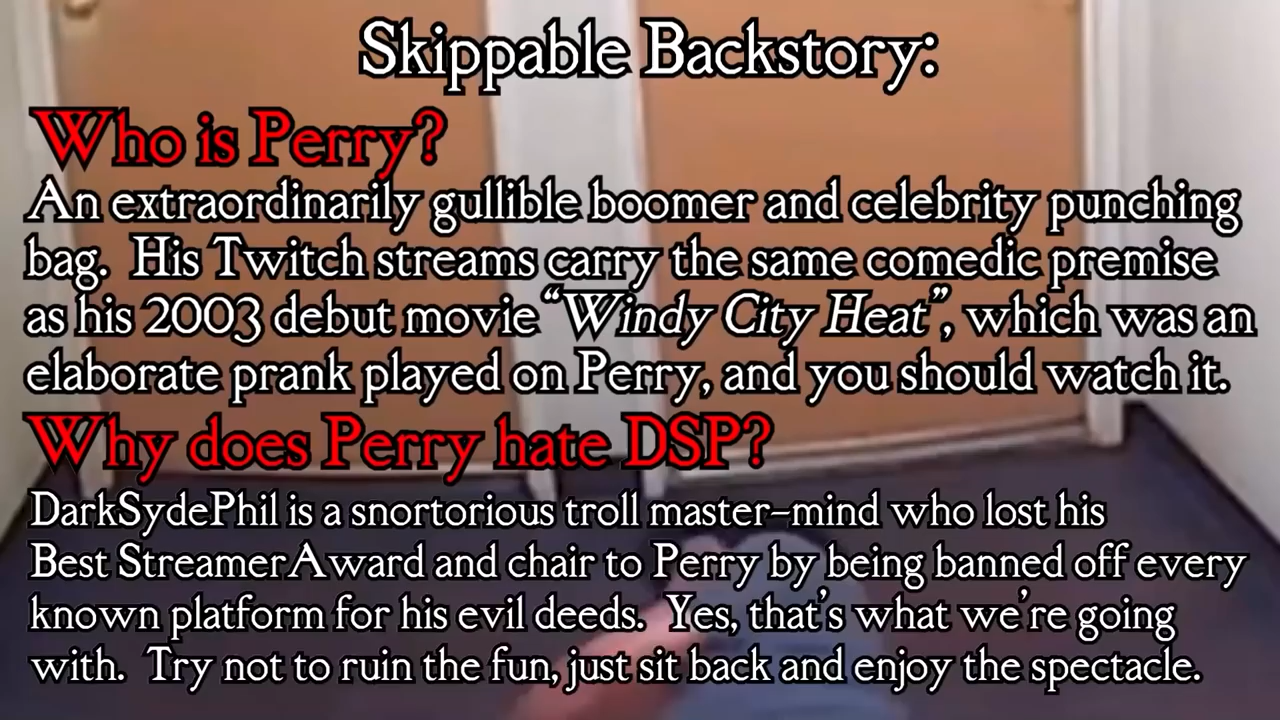 Skippable Backstory:
Who is Perry?
An extraordinarily gullible boomer and celebrity punching
bag.  His Twitch streams carry the same comedic premise
as his 2003 debut movie “Windy City Heat”, which was an
elaborate prank played on Perry, and you should watch it.
Why does Perry hate DSP?
DarkSydePhil is a snortorious troll master-mind who lost his
Best Streamer Award and chair to Perry by being banned off every
known platform for his evil deeds.  Yes, that's what we're going
with.  Try not to ruin the fun, just sit back and enjoy the spectacle.